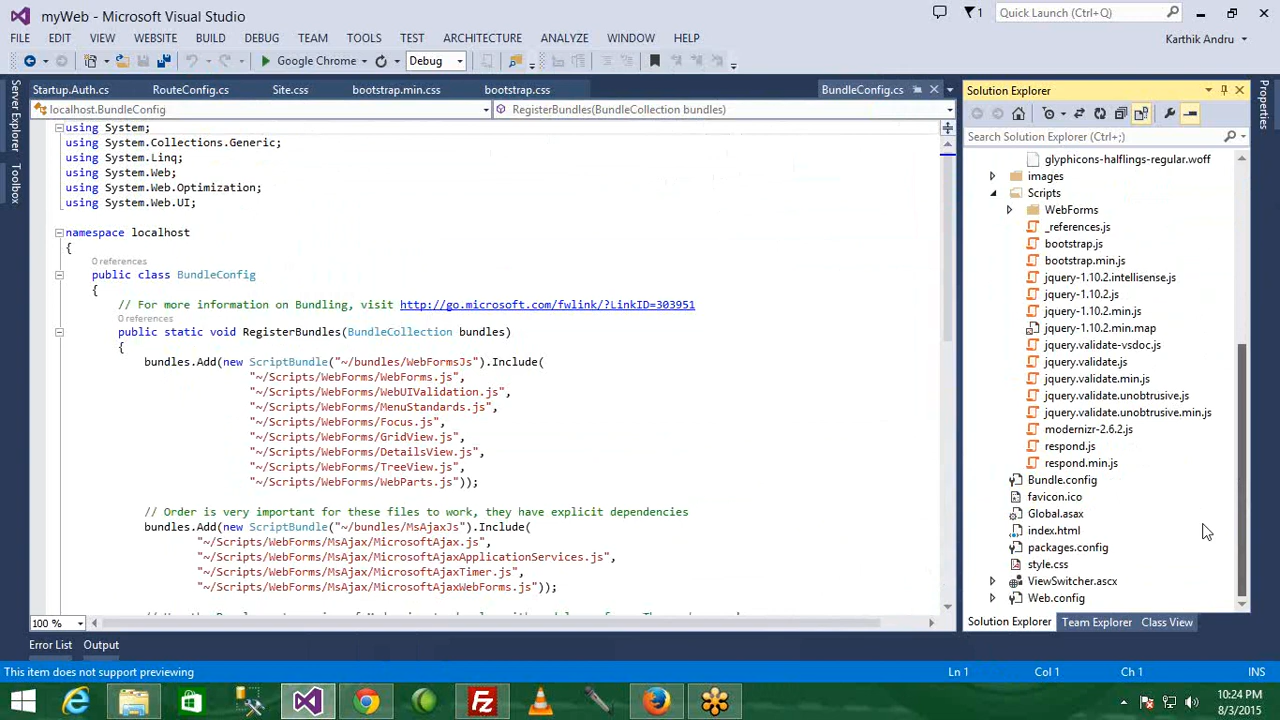 myWeb - Microsoft Visual Studio
1
Quick Launch (Ctrl+Q)
FILE EDIT VIEW WEBSITE BUILD DEBUG TEAM TOOLS TEST ARCHITECTURE ANALYZE WINDOW HELP
Karthik Andru
Google Chrome
Debug
Server Explorer
Toolbox
Startup.Auth.cs RouteConfig.cs Site.css bootstrap.min.css bootstrap.css BundleConfig.cs
localhost.BundleConfig
RegisterBundles(BundleCollection bundles)
using System;
using System.Collections.Generic;
using System.Linq;
using System.Web;
using System.Web.Optimization;
using System.Web.UI;
namespace localhost
{
0 references
public class BundleConfig
{
// For more information on Bundling, visit http://go.microsoft.com/fwlink/?LinkID=303951
0 references
public static void RegisterBundles(BundleCollection bundles)
{
bundles.Add(new ScriptBundle("~/bundles/WebFormsJs").Include(
"~/Scripts/WebForms/WebForms.js",
"~/Scripts/WebForms/WebUIValidation.js",
"~/Scripts/WebForms/MenuStandards.js",
"~/Scripts/WebForms/Focus.js",
"~/Scripts/WebForms/GridView.js",
"~/Scripts/WebForms/DetailsView.js",
"~/Scripts/WebForms/TreeView.js",
"~/Scripts/WebForms/WebParts.js"));
// Order is very important for these files to work, they have explicit dependencies
bundles.Add(new ScriptBundle("~/bundles/MsAjaxJs").Include(
"~/Scripts/WebForms/MsAjax/MicrosoftAjax.js",
"~/Scripts/WebForms/MsAjax/MicrosoftAjaxApplicationServices.js",
"~/Scripts/WebForms/MsAjax/MicrosoftAjaxTimer.js",
"~/Scripts/WebForms/MsAjax/MicrosoftAjaxWebForms.js"));
100 %
Solution Explorer
Search Solution Explorer (Ctrl+;)
glyphicons-halflings-regular.woff
images
Scripts
WebForms
_references.js
bootstrap.js
bootstrap.min.js
jquery-1.10.2.intellisense.js
jquery-1.10.2.js
jquery-1.10.2.min.js
jquery-1.10.2.min.map
jquery.validate-vsdoc.js
jquery.validate.js
jquery.validate.min.js
jquery.validate.unobtrusive.js
jquery.validate.unobtrusive.min.js
modernizr-2.6.2.js
respond.js
respond.min.js
Bundle.config
favicon.ico
Global.asax
index.html
packages.config
style.css
ViewSwitcher.ascx
Web.config
Solution Explorer Team Explorer Class View
Properties
Error List Output
This item does not support previewing
Ln 1 Col 1 Ch 1 INS
10:24 PM
8/3/2015